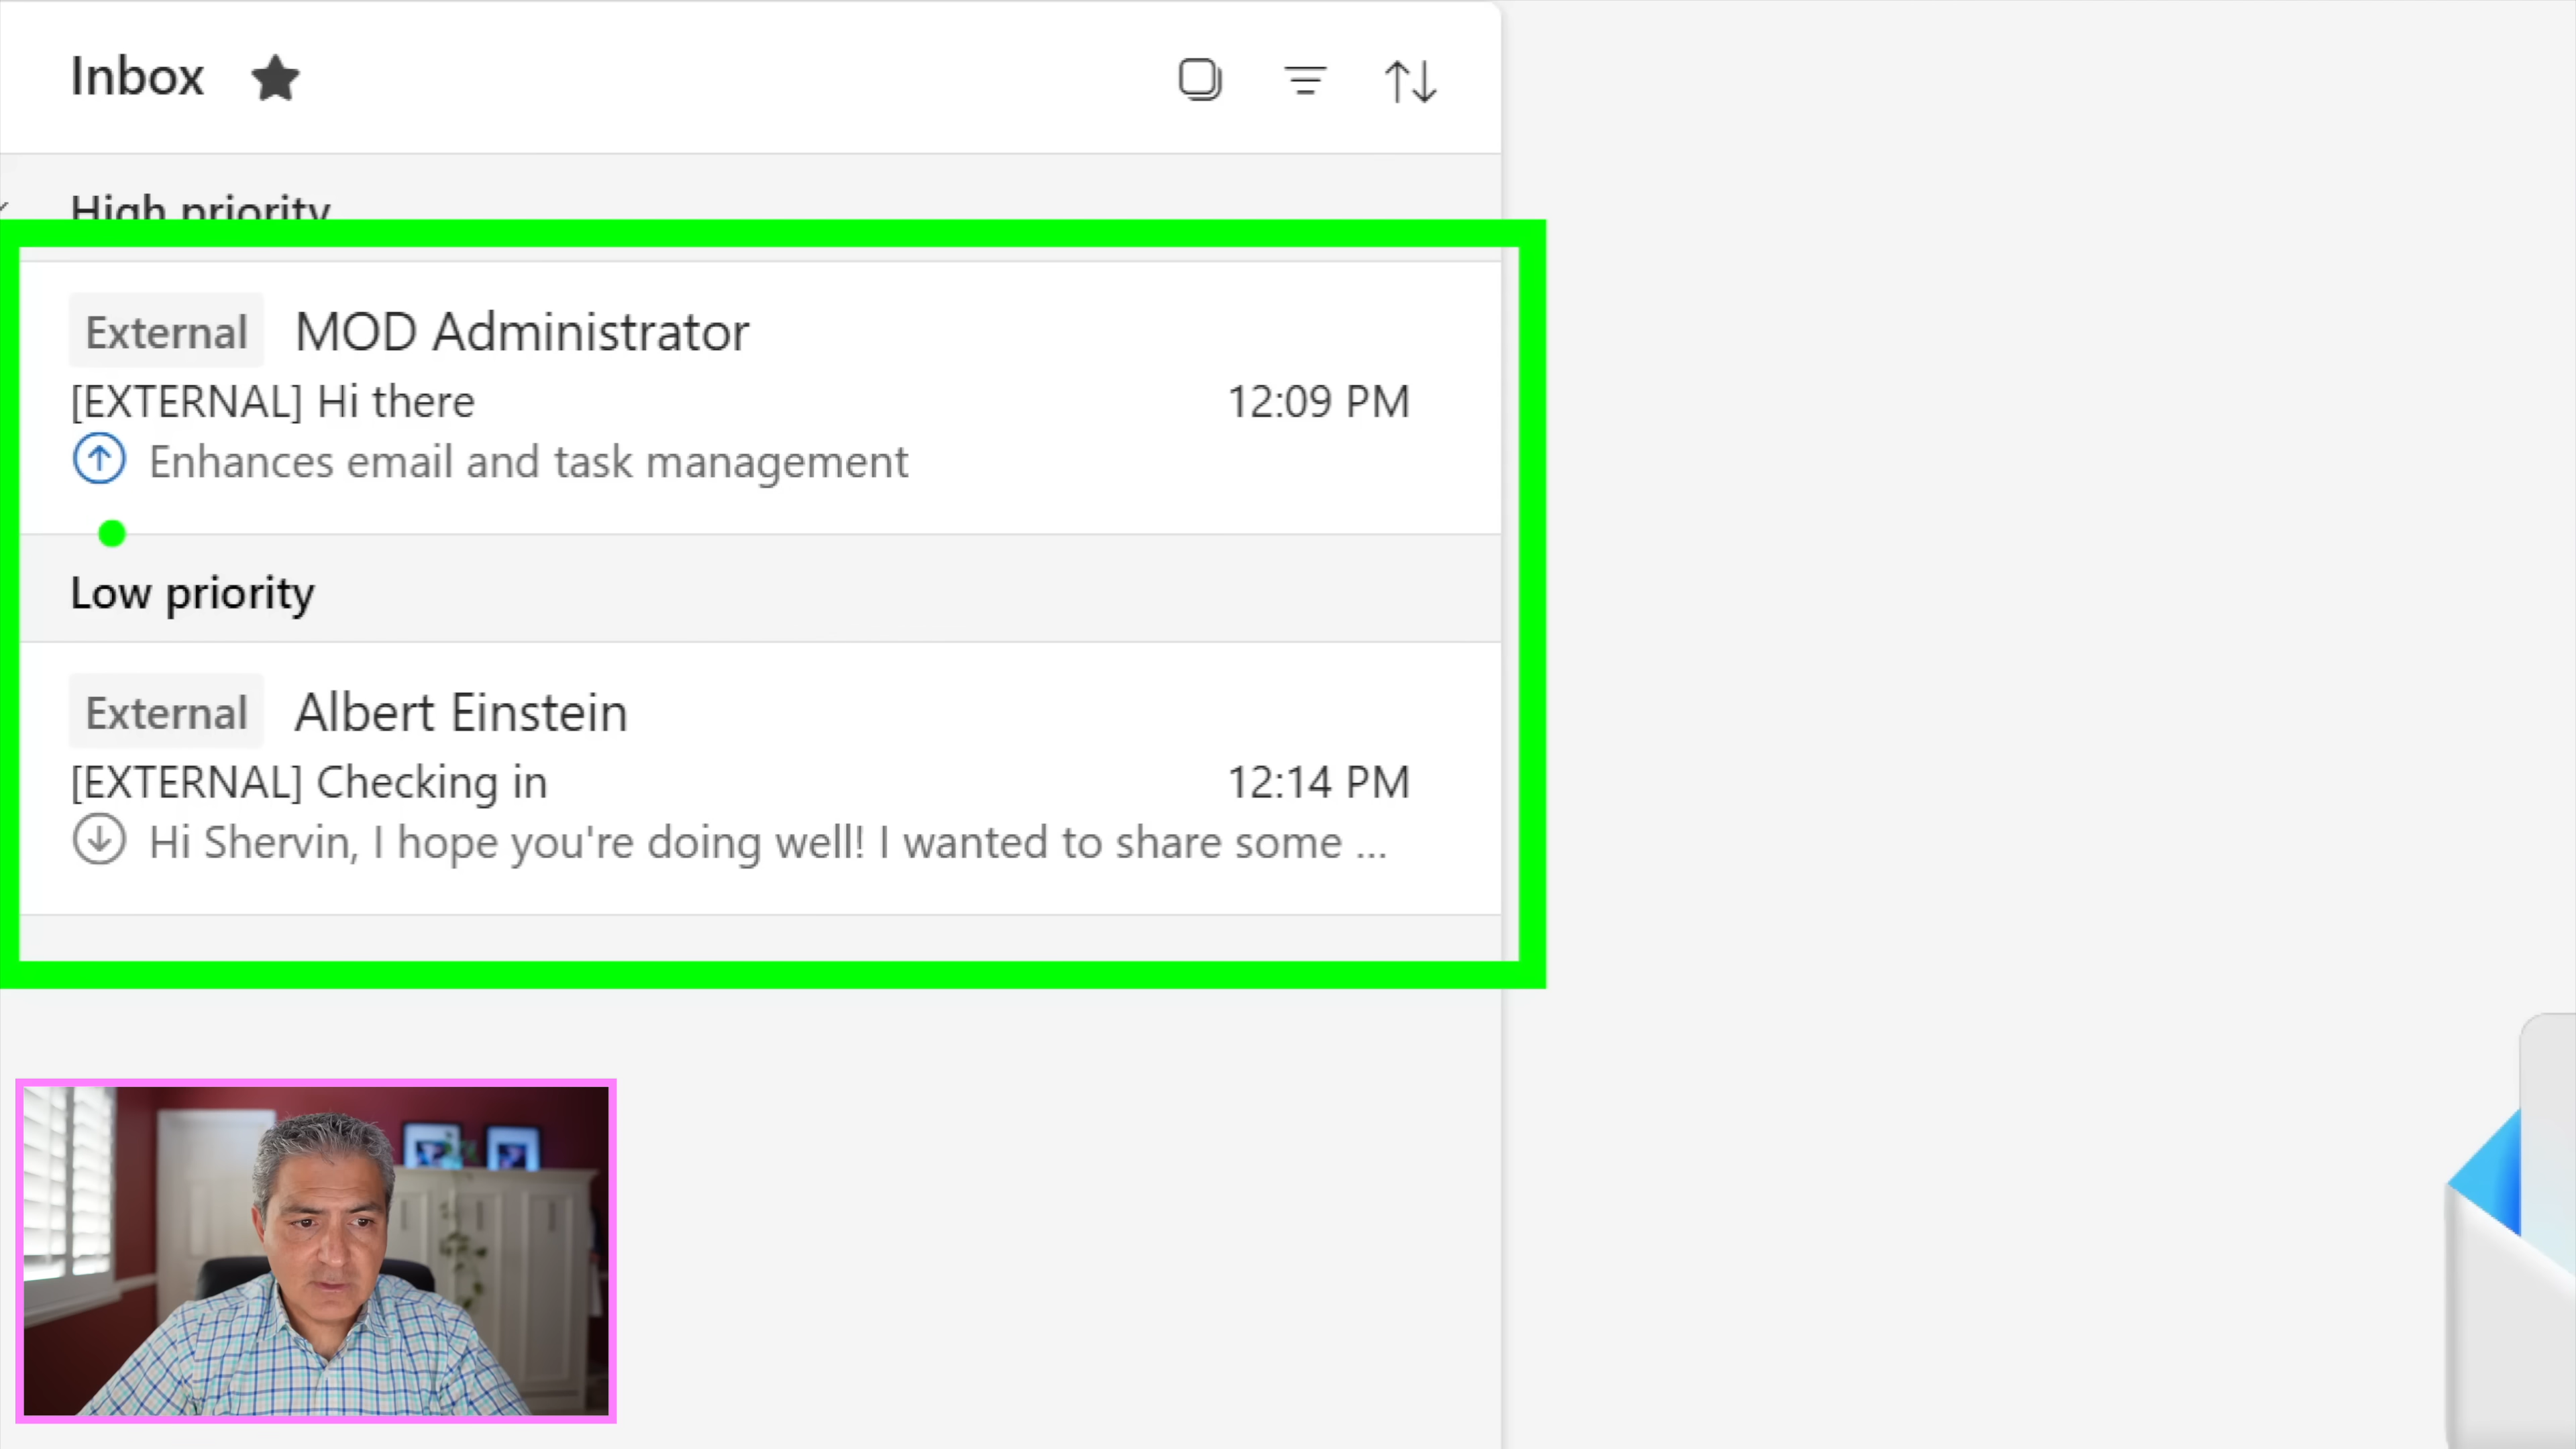 Inbox
High priority
External MOD Administrator
[EXTERNAL] Hi there 12:09 PM
Enhances email and task management
Low priority
External Albert Einstein
[EXTERNAL] Checking in 12:14 PM
Hi Shervin, I hope you're doing well! I wanted to share some ...